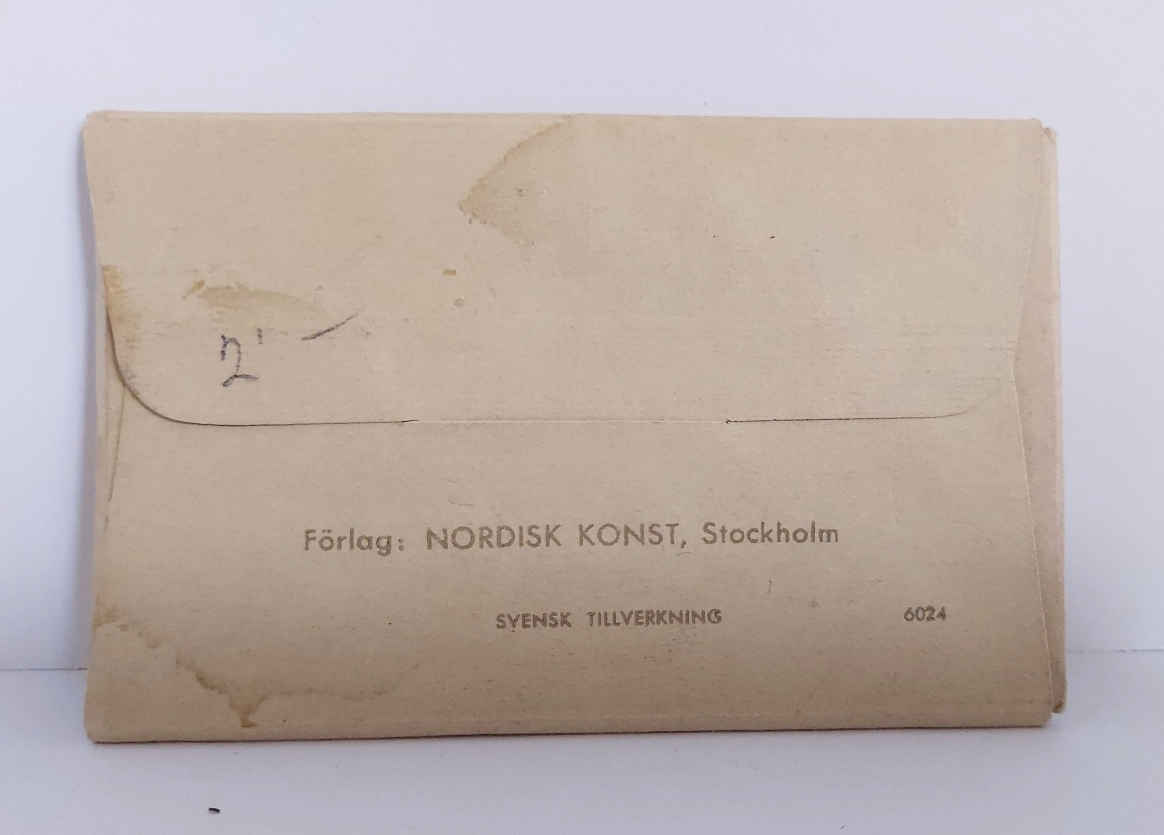 2'
Förlag: NORDISK KONST, Stockholm
SVENSK TILLVERKNING
6024